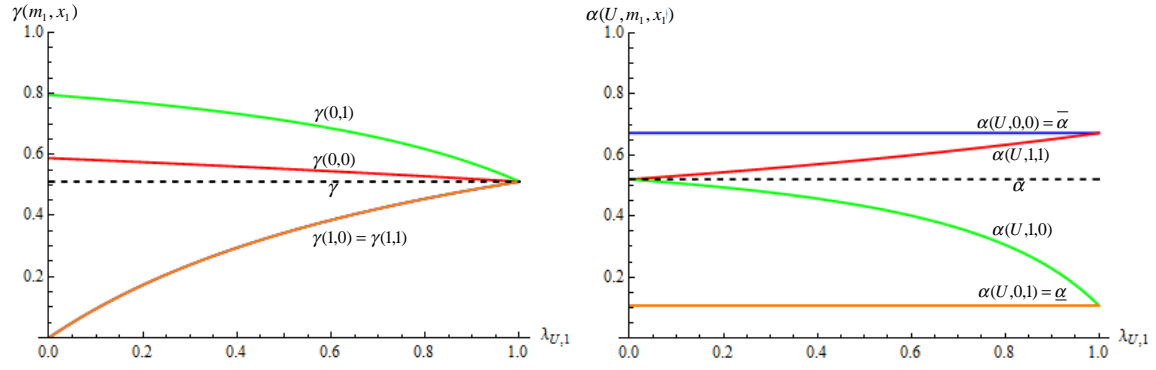 γ(m₁, x₁)
1.0
0.8
γ(0,1)
0.6
γ(0,0)
γ
0.4
γ(1,0) = γ(1,1)
0.2
0.0 0.2 0.4 0.6 0.8 1.0 λ_{U,1}
α(U, m₁, x₁)
1.0
0.8
α(U,0,0) = α̅
0.6
α(U,1,1)
α
0.4
α(U,1,0)
0.2
α(U,0,1) = α̲
0.0 0.2 0.4 0.6 0.8 1.0 λ_{U,1}